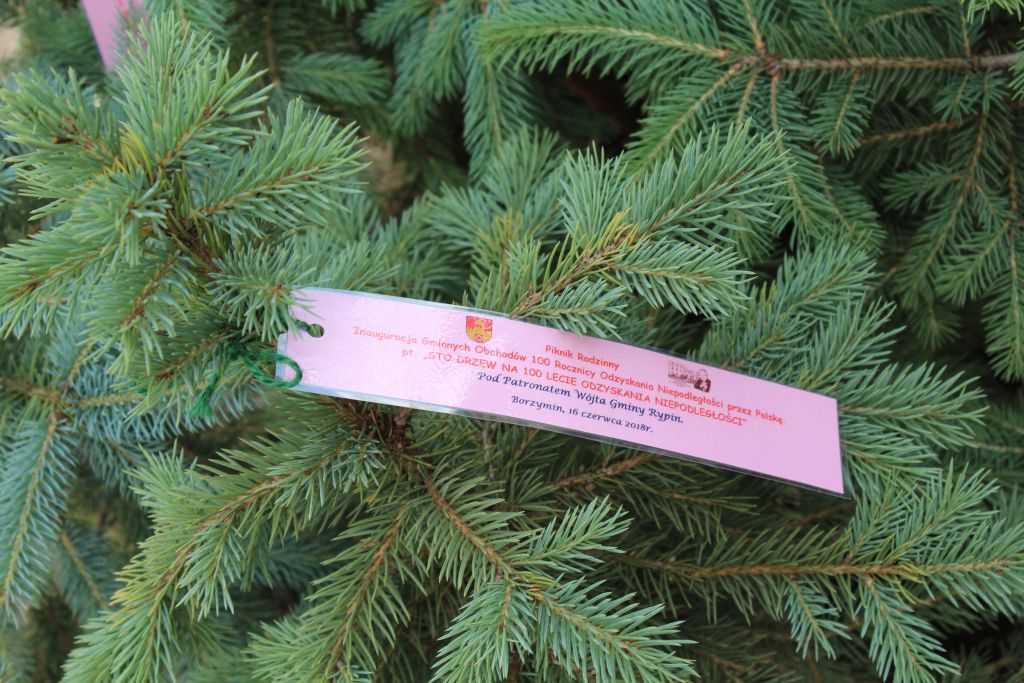 Piknik Rodzinny
Inauguracja Gminnych Obchodów 100 Rocznicy Odzyskania Niepodległości przez Polskę.
pt. „STO DRZEW NA 100 LECIE ODZYSKANIA NIEPODLEGŁOŚCI"
Pod Patronatem Wójta Gminy Rypin.
Borzymin, 16 czerwca 2018r.